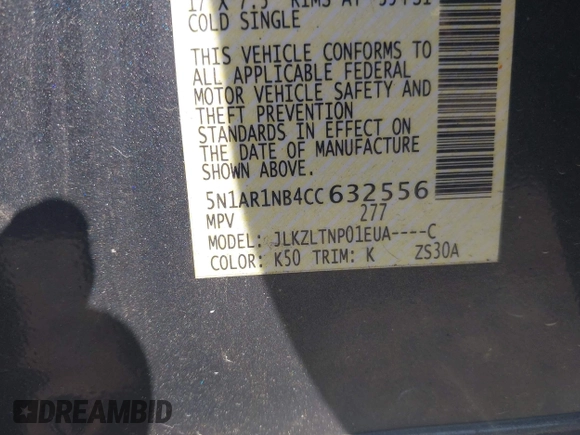 COLD SINGLE
THIS VEHICLE CONFORMS TO
ALL APPLICABLE FEDERAL
MOTOR VEHICLE SAFETY AND
THEFT PREVENTION
STANDARDS IN EFFECT ON
THE DATE OF MANUFACTURE
SHOWN ABOVE.
5N1AR1NB4CC632556
MPV 277
MODEL: JLKZLTNP01EUA----C
COLOR: K50 TRIM: K ZS30A
DREAMBID